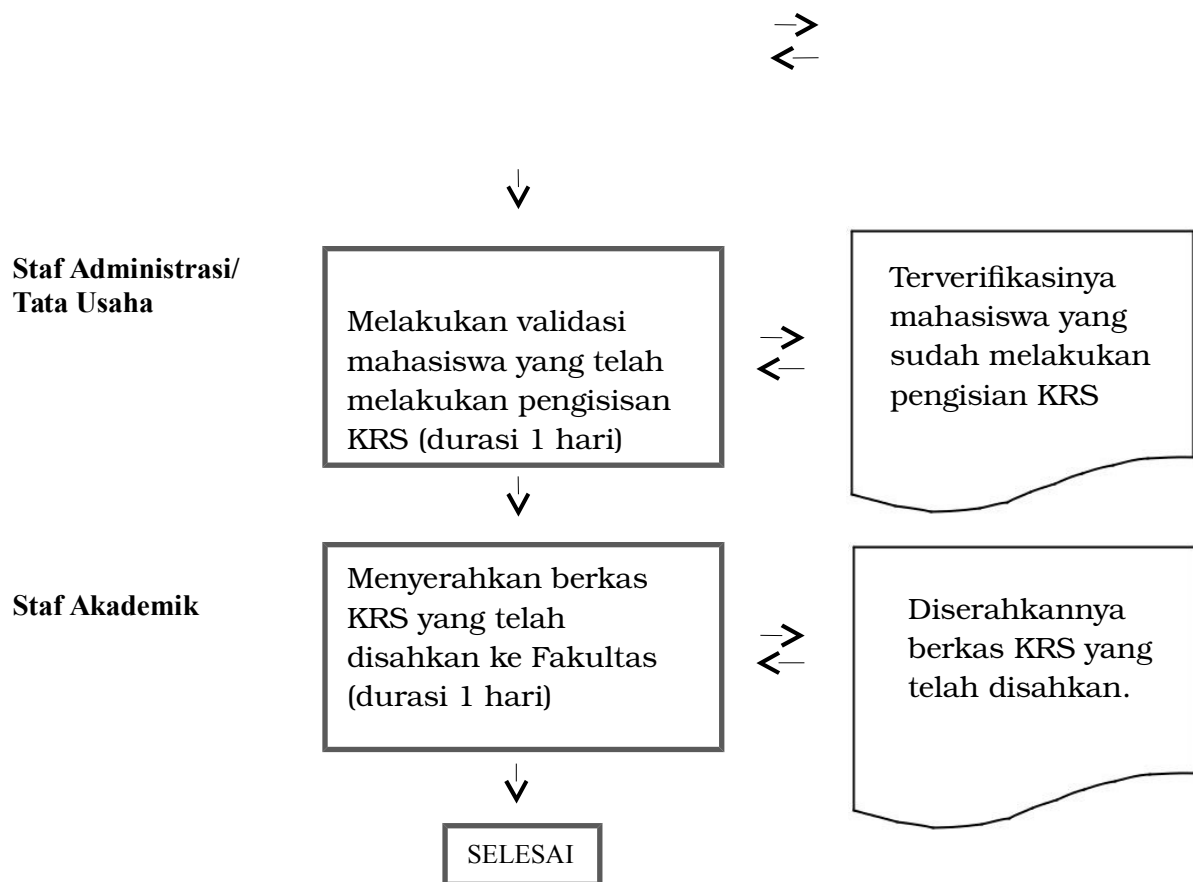 Staf Administrasi/
Tata Usaha
Melakukan validasi
mahasiswa yang telah
melakukan pengisisan
KRS (durasi 1 hari)
Terverifikasinya
mahasiswa yang
sudah melakukan
pengisian KRS
Staf Akademik
Menyerahkan berkas
KRS yang telah
disahkan ke Fakultas
(durasi 1 hari)
Diserahkannya
berkas KRS yang
telah disahkan.
SELESAI